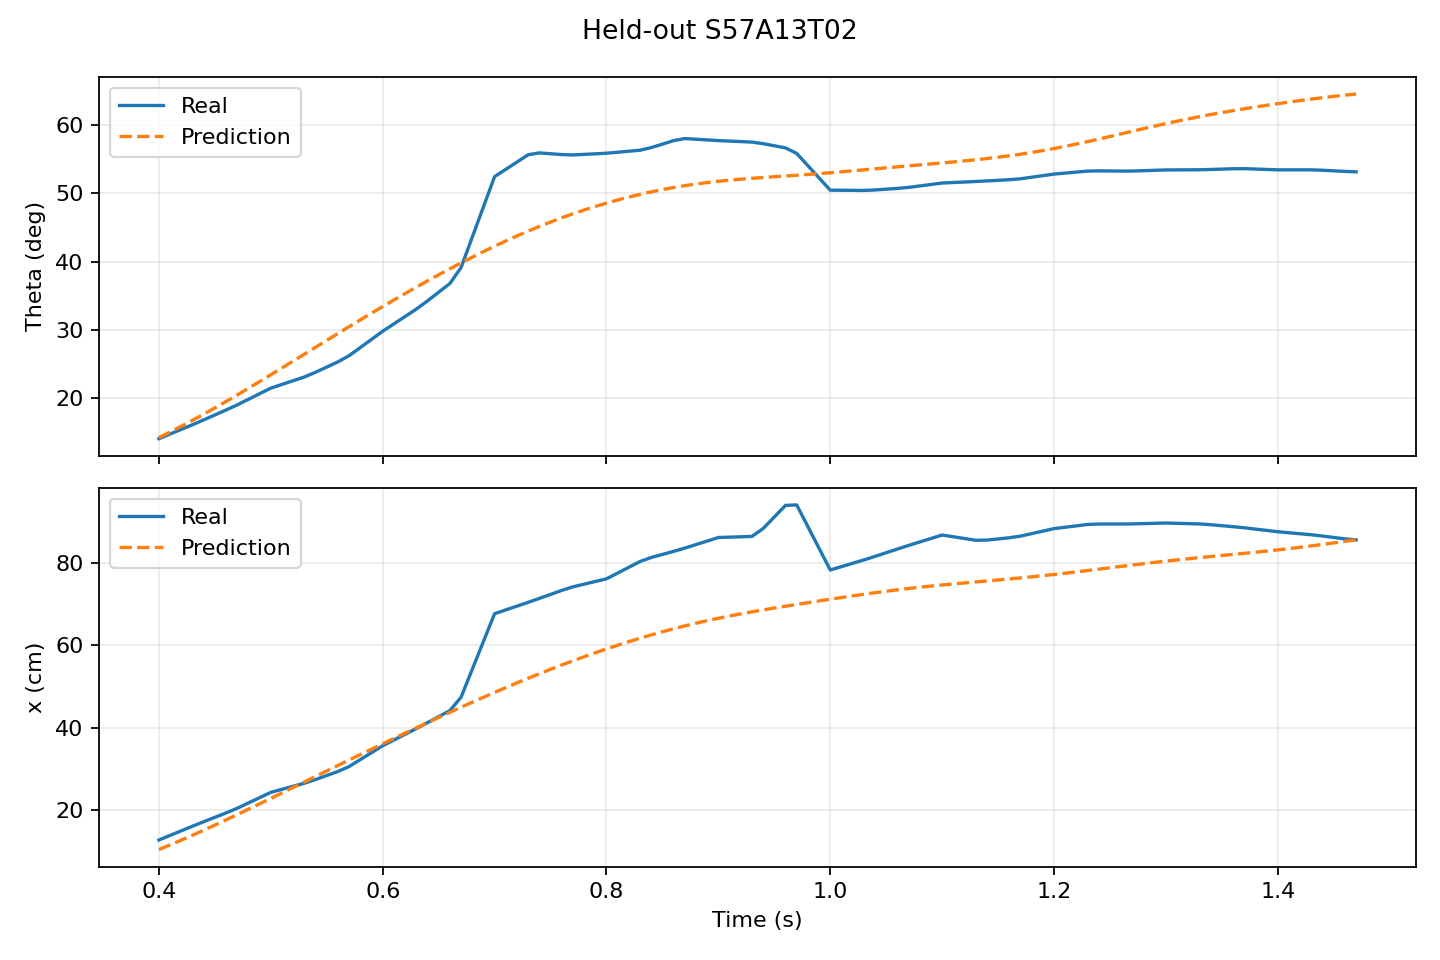 Held-out S57A13T02
Real
Prediction
Theta (deg)
60
50
40
30
20
Real
Prediction
x (cm)
80
60
40
20
0.4 0.6 0.8 1.0 1.2 1.4
Time (s)